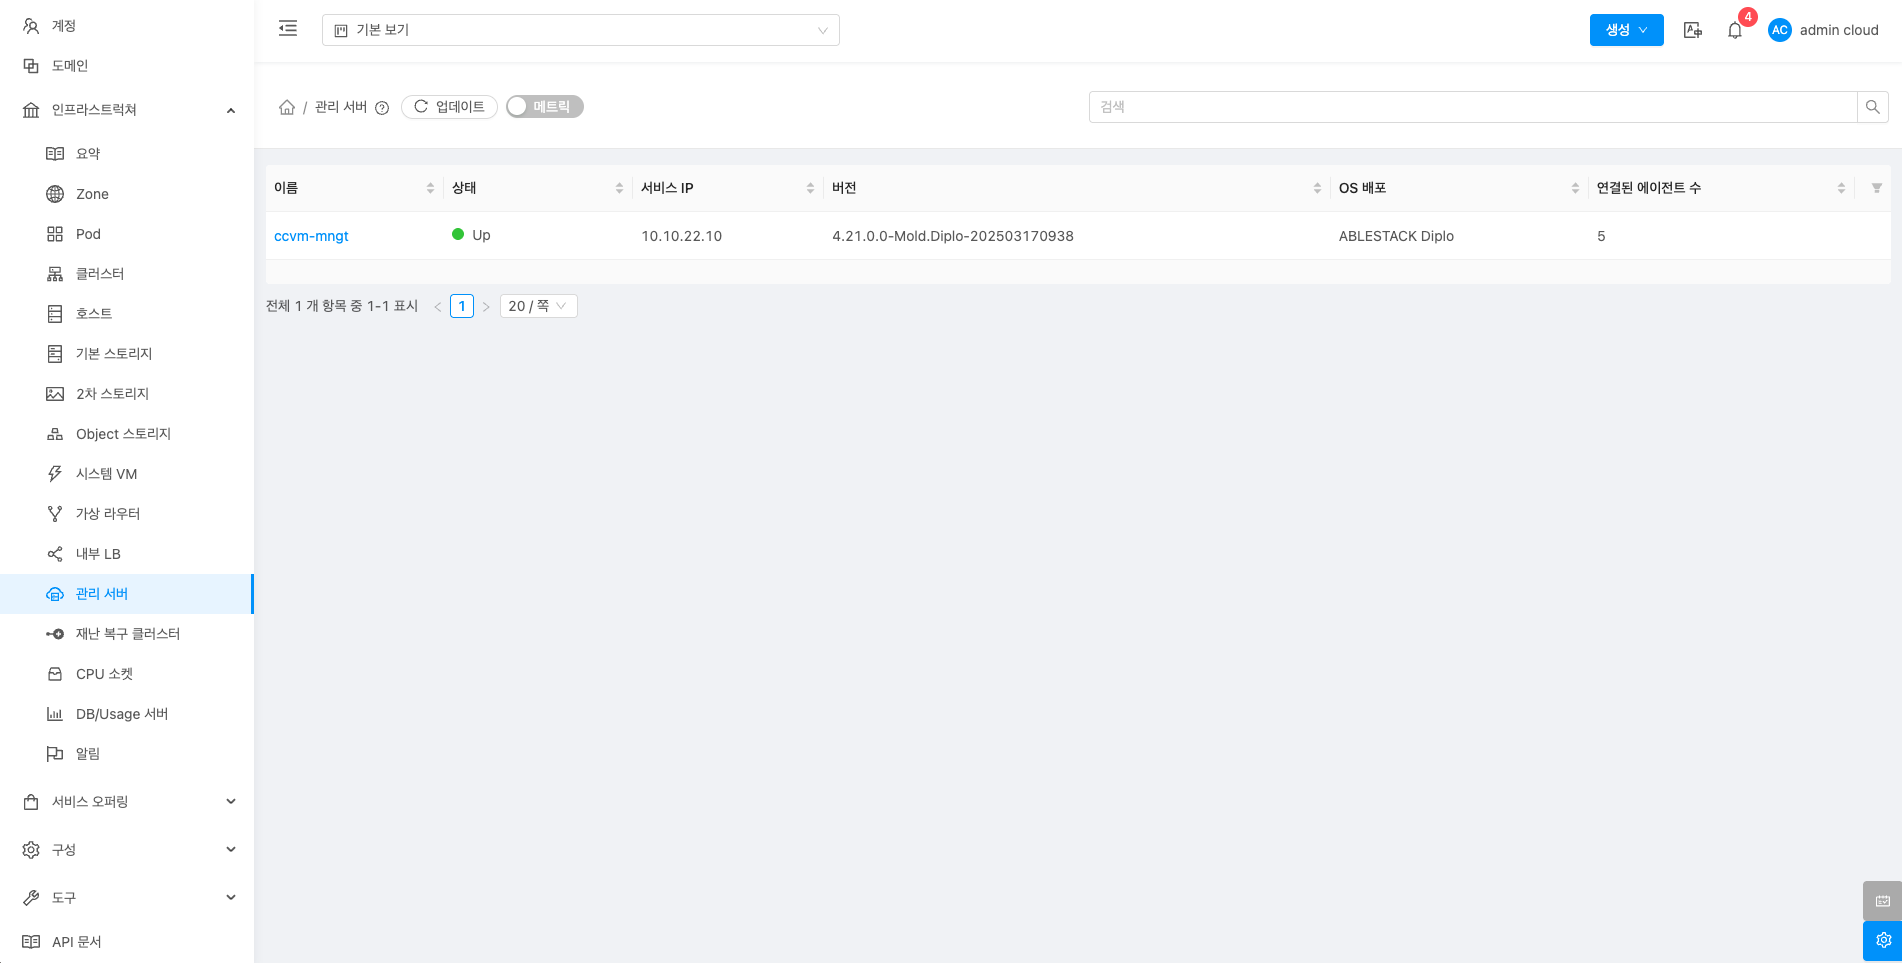 계정
도메인
인프라스트럭쳐
요약
Zone
Pod
클러스터
호스트
기본 스토리지
2차 스토리지
Object 스토리지
시스템 VM
가상 라우터
내부 LB
관리 서버
재난 복구 클러스터
CPU 소켓
DB/Usage 서버
알림
서비스 오퍼링
구성
도구
API 문서
기본 보기
생성
4
AC admin cloud
/ 관리 서버 업데이트 메트릭
검색
이름 상태 서비스 IP 버전 OS 배포 연결된 에이전트 수
ccvm-mngt Up 10.10.22.10 4.21.0.0-Mold.Diplo-202503170938 ABLESTACK Diplo 5
전체 1 개 항목 중 1-1 표시 < 1 > 20 / 쪽